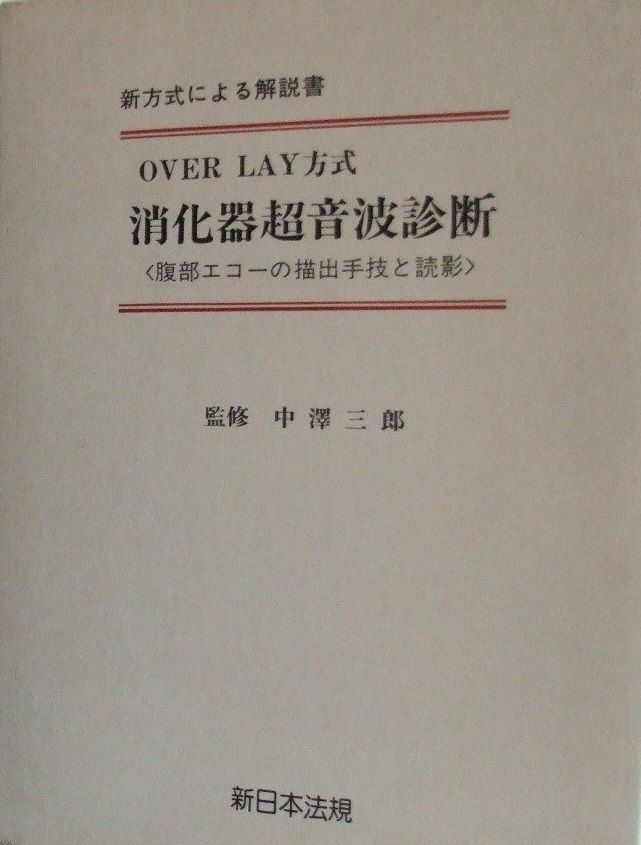 新方式による解説書
OVER LAY方式
消化器超音波診断
〈腹部エコーの描出手技と読影〉
監修 中澤三郎
新日本法規